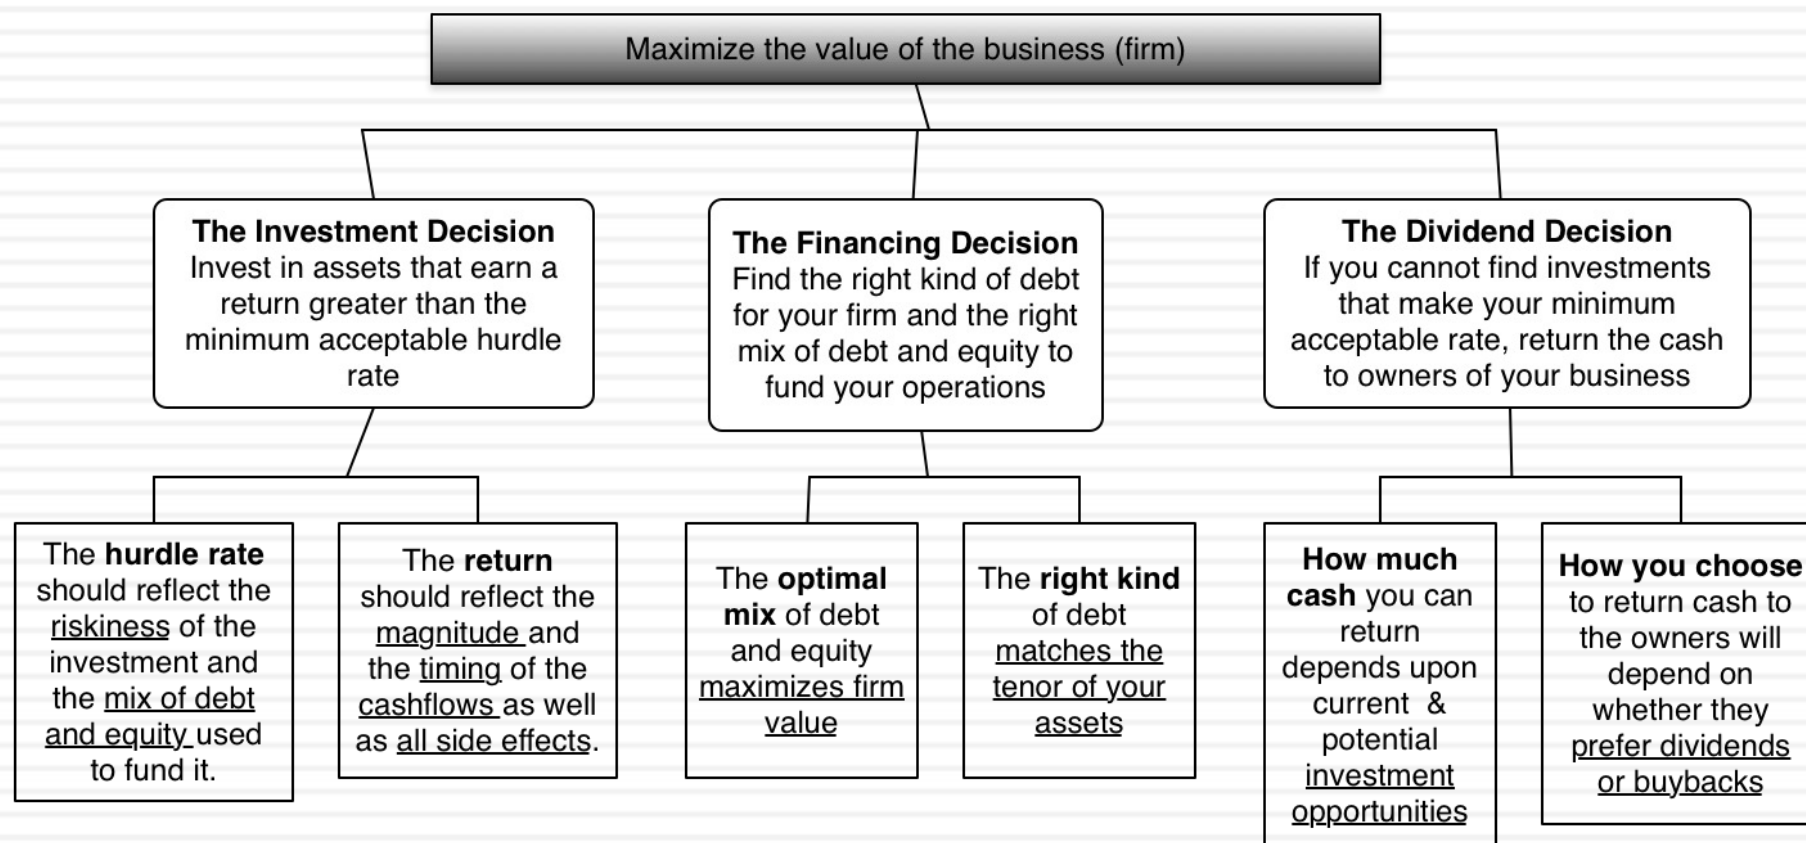 Maximize the value of the business (firm)
The Investment Decision
Invest in assets that earn a
return greater than the
minimum acceptable hurdle
rate
The Financing Decision
Find the right kind of debt
for your firm and the right
mix of debt and equity to
fund your operations
The Dividend Decision
If you cannot find investments
that make your minimum
acceptable rate, return the cash
to owners of your business
The hurdle rate
should reflect the
riskiness of the
investment and
the mix of debt
and equity used
to fund it.
The return
should reflect the
magnitude and
the timing of the
cashflows as well
as all side effects.
The optimal
mix of debt
and equity
maximizes firm
value
The right kind
of debt
matches the
tenor of your
assets
How much
cash you can
return
depends upon
current & 
potential
investment
opportunities
How you choose
to return cash to
the owners will
depend on
whether they
prefer dividends
or buybacks